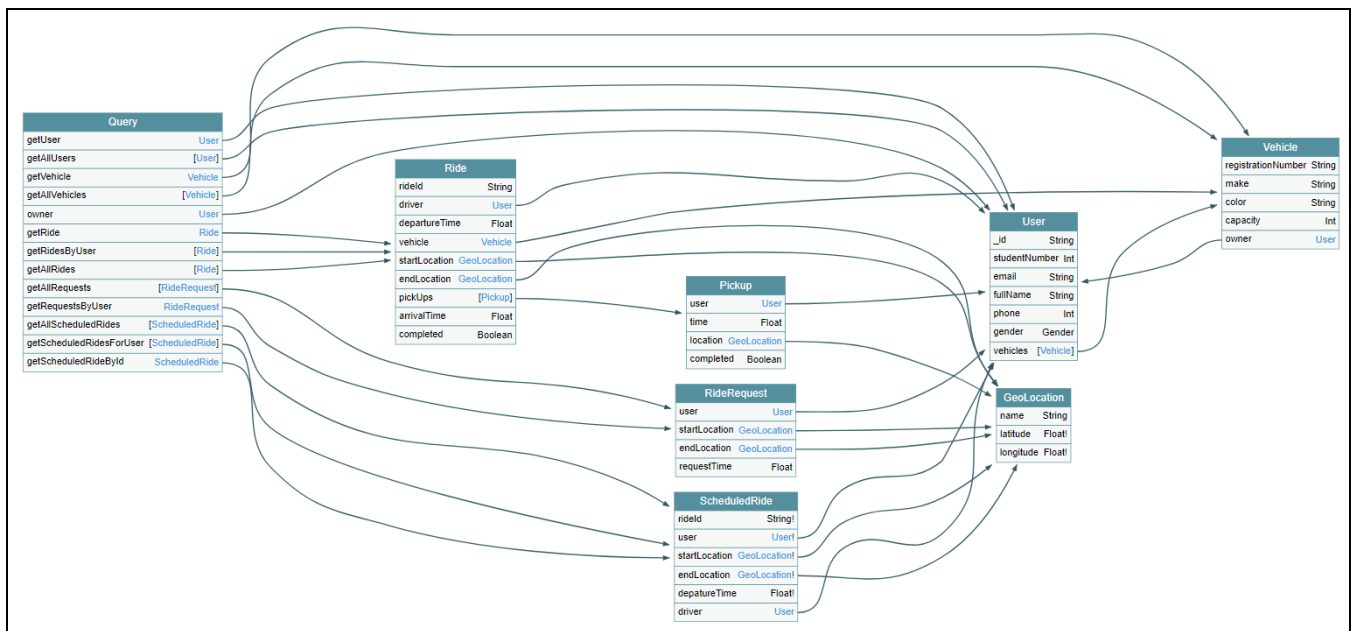 Query
getUser User
getAllUsers [User]
getVehicle Vehicle
getAllVehicles [Vehicle]
owner User
getRide Ride
getRidesByUser [Ride]
getAllRides [Ride]
getAllRequests [RideRequest]
getRequestsByUser RideRequest
getAllScheduledRides [ScheduledRide]
getScheduledRidesForUser [ScheduledRide]
getScheduledRideById ScheduledRide
Ride
rideId String
driver User
departureTime Float
vehicle Vehicle
startLocation GeoLocation
endLocation GeoLocation
pickUps [Pickup]
arrivalTime Float
completed Boolean
Pickup
user User
time Float
location GeoLocation
completed Boolean
RideRequest
user User
startLocation GeoLocation
endLocation GeoLocation
requestTime Float
ScheduledRide
rideId String!
user User!
startLocation GeoLocation!
endLocation GeoLocation!
depatureTime Float!
driver User
User
_id String
studentNumber Int
email String
fullName String
phone Int
gender Gender
vehicles [Vehicle]
GeoLocation
name String
latitude Float!
longitude Float!
Vehicle
registrationNumber String
make String
color String
capacity Int
owner User